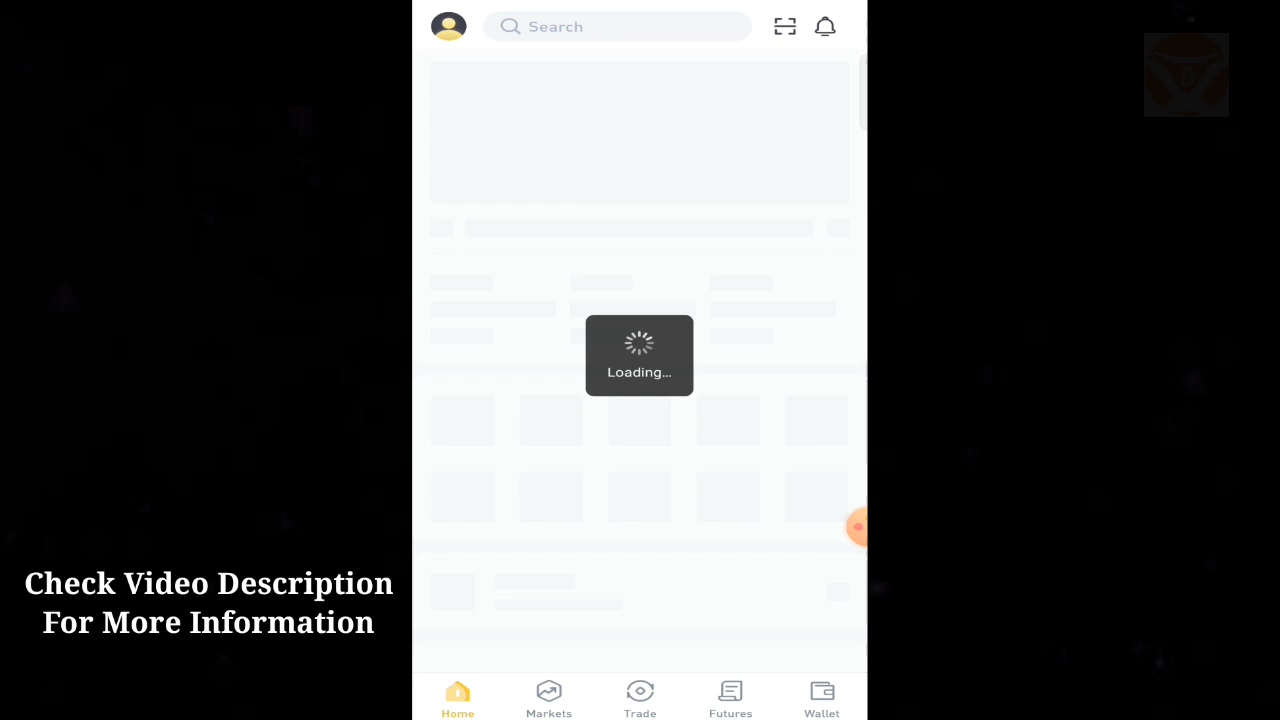 Search
Loading...
Check Video Description
For More Information
Home
Markets
Trade
Futures
Wallet